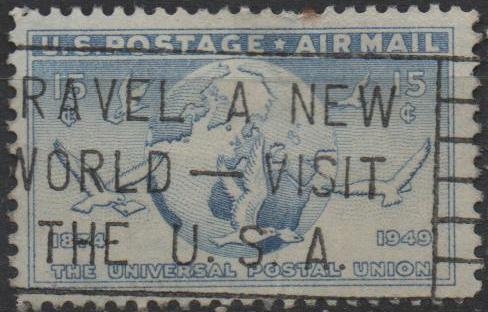 U.S. POSTAGE ★ AIR MAIL
15¢ 15¢
RAVEL A NEW
WORLD — VISIT
THE U.S.A.
1874 1949
THE UNIVERSAL POSTAL UNION